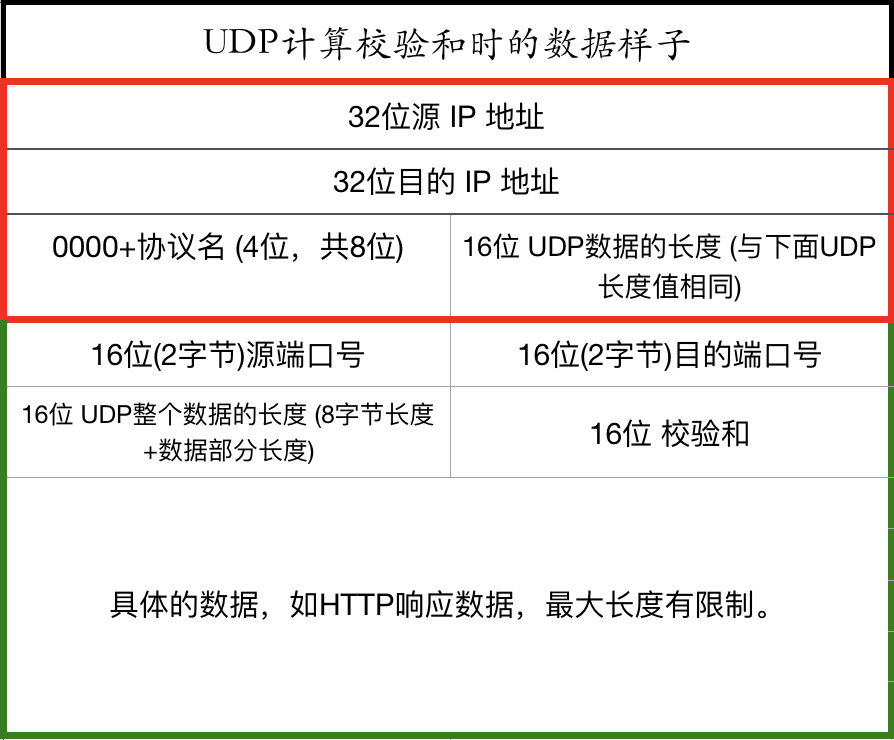 UDP计算校验和时的数据样子
32位源 IP 地址
32位目的 IP 地址
0000+协议名 (4位，共8位)
16位 UDP数据的长度 (与下面UDP
长度值相同)
16位(2字节)源端口号
16位(2字节)目的端口号
16位 UDP整个数据的长度 (8字节长度
+数据部分长度)
16位 校验和
具体的数据，如HTTP响应数据，最大长度有限制。